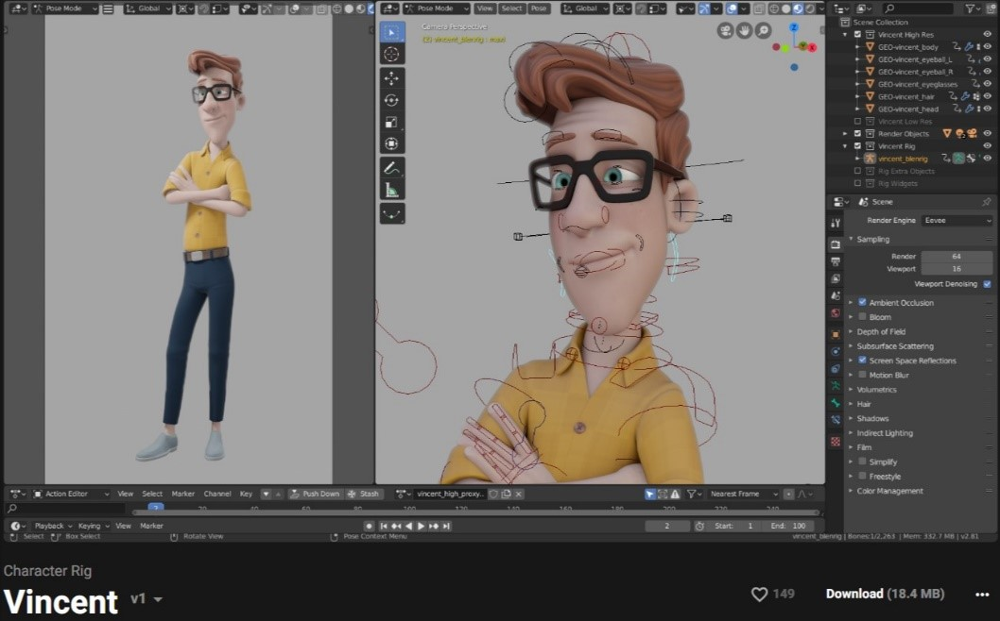 Pose Mode Global
Pose Mode View Select Pose Global
Camera Perspective
(2) vincent_blenrig : maxi
Scene Collection
Vincent High Res
GEO-vincent_body
GEO-vincent_eyeball_L
GEO-vincent_eyeball_R
GEO-vincent_eyeglasses
GEO-vincent_hair
GEO-vincent_head
Vincent Low Res
Render Objects
Vincent Rig
vincent_blenrig
Rig Extra Objects
Rig Widgets
Scene
Render Engine Eevee
Sampling
Render 64
Viewport 16
Viewport Denoising
Ambient Occlusion
Bloom
Depth of Field
Subsurface Scattering
Screen Space Reflections
Motion Blur
Volumetrics
Hair
Shadows
Indirect Lighting
Film
Simplify
Freestyle
Color Management
Action Editor View Select Marker Channel Key Push Down Stash vincent_high_proxy.. Nearest Frame
2 20 40 60 80 100 120 140 160 180 200 220 240
Playback Keying View Marker 2 Start: 1 End: 100
Select Box Select Rotate View Pose Context Menu vincent_blenrig | Bones:1/2,263 | Mem: 332.7 MB | v2.81
Character Rig
Vincent v1
149 Download (18.4 MB)